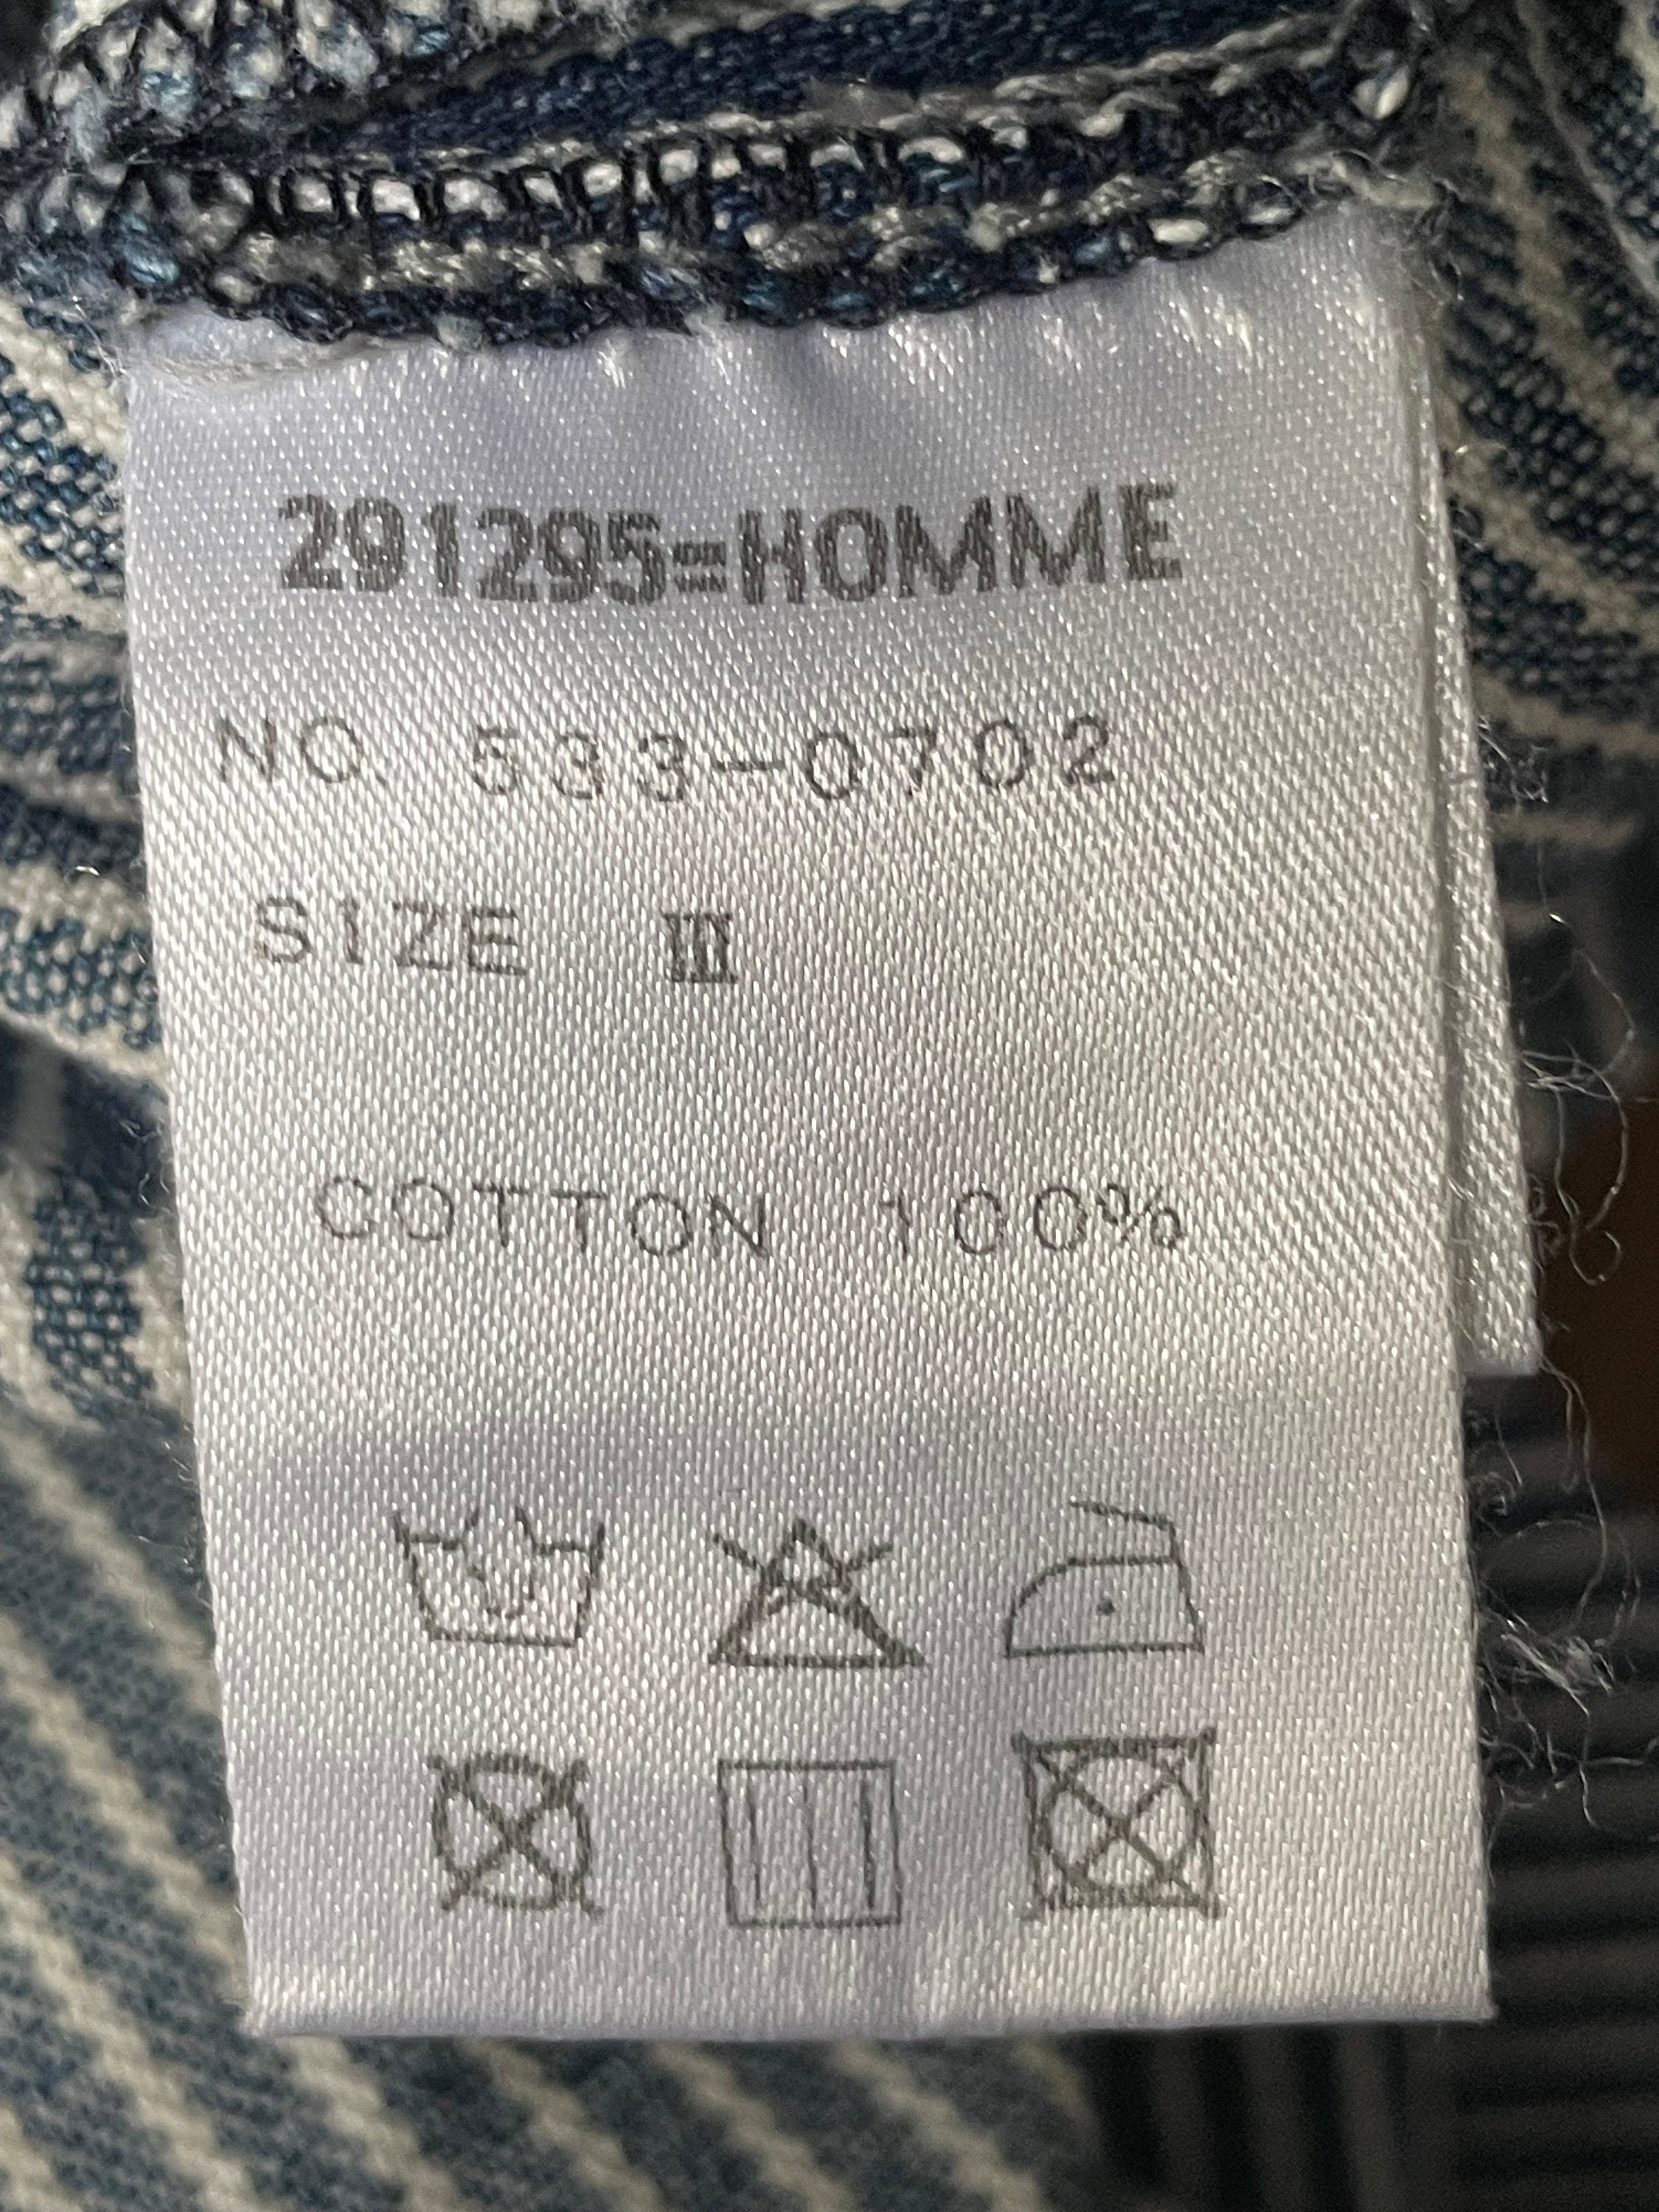 291295=HOMME
NO. 533-0702
SIZE Ⅲ
COTTON 100%